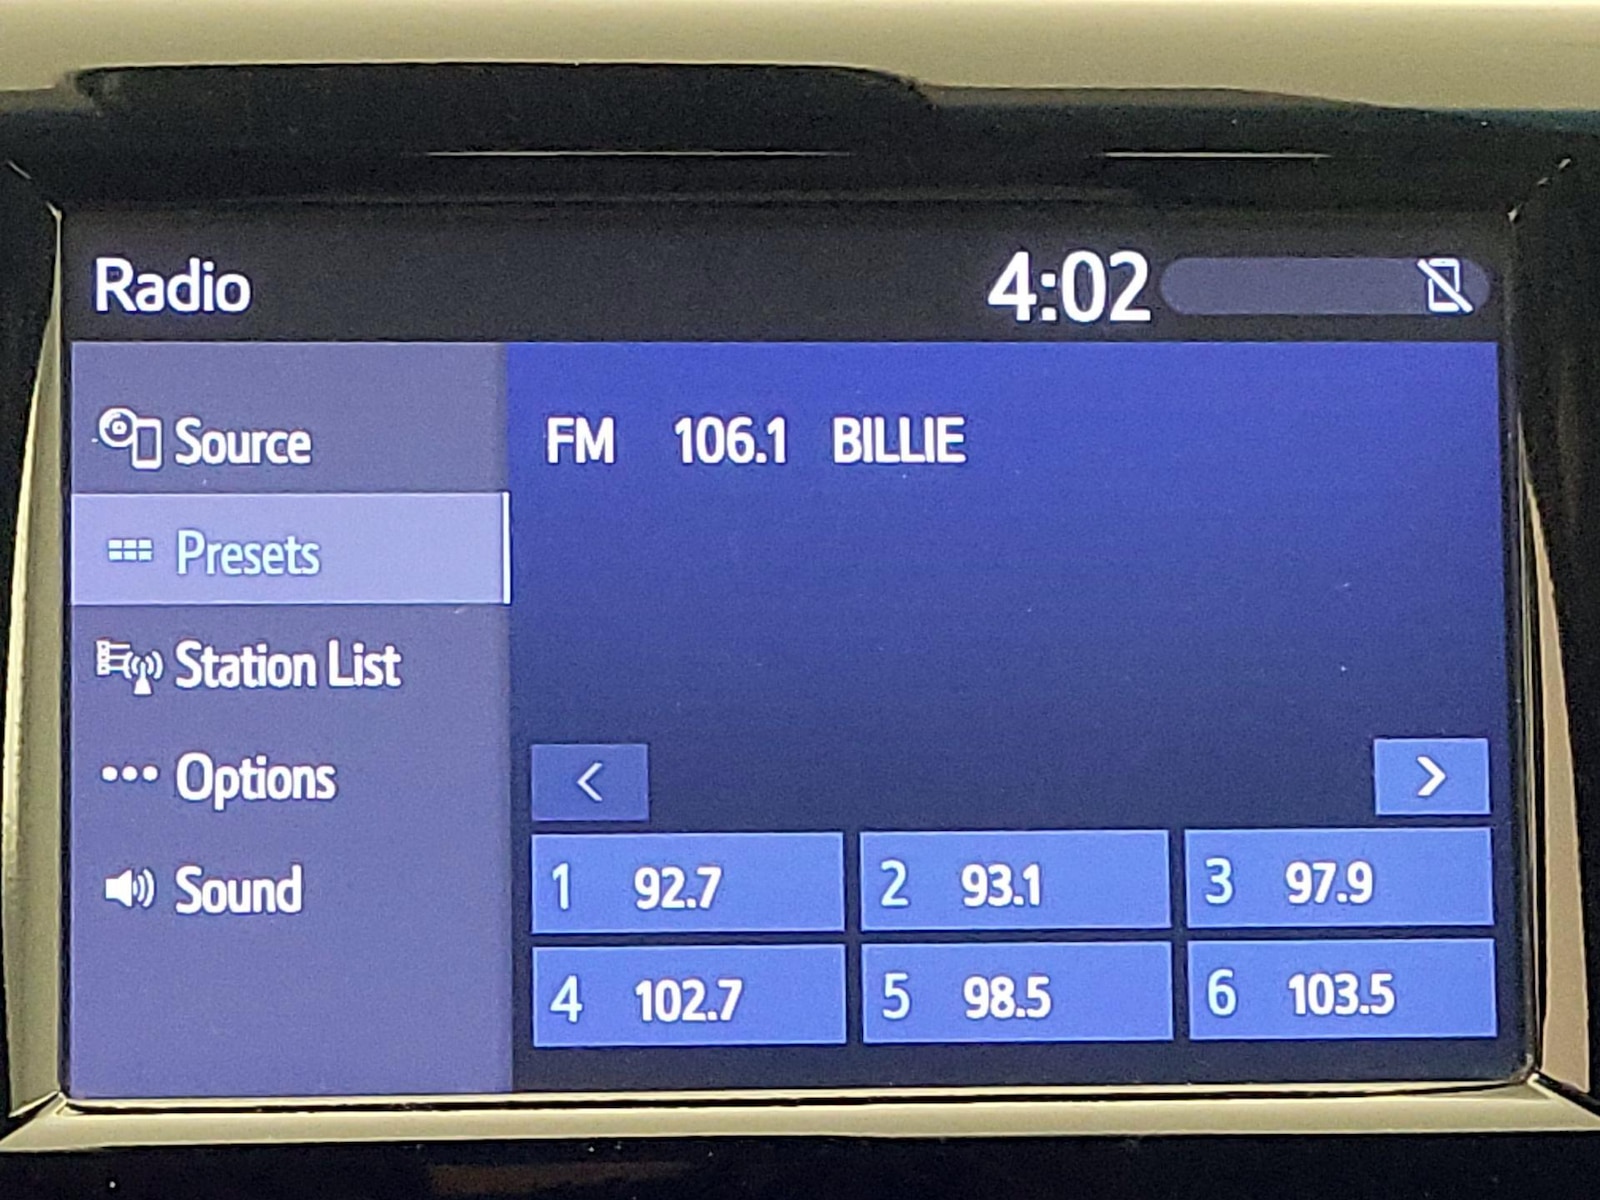 Radio
4:02
Source
Presets
Station List
Options
Sound
FM 106.1 BILLIE
1 92.7
2 93.1
3 97.9
4 102.7
5 98.5
6 103.5